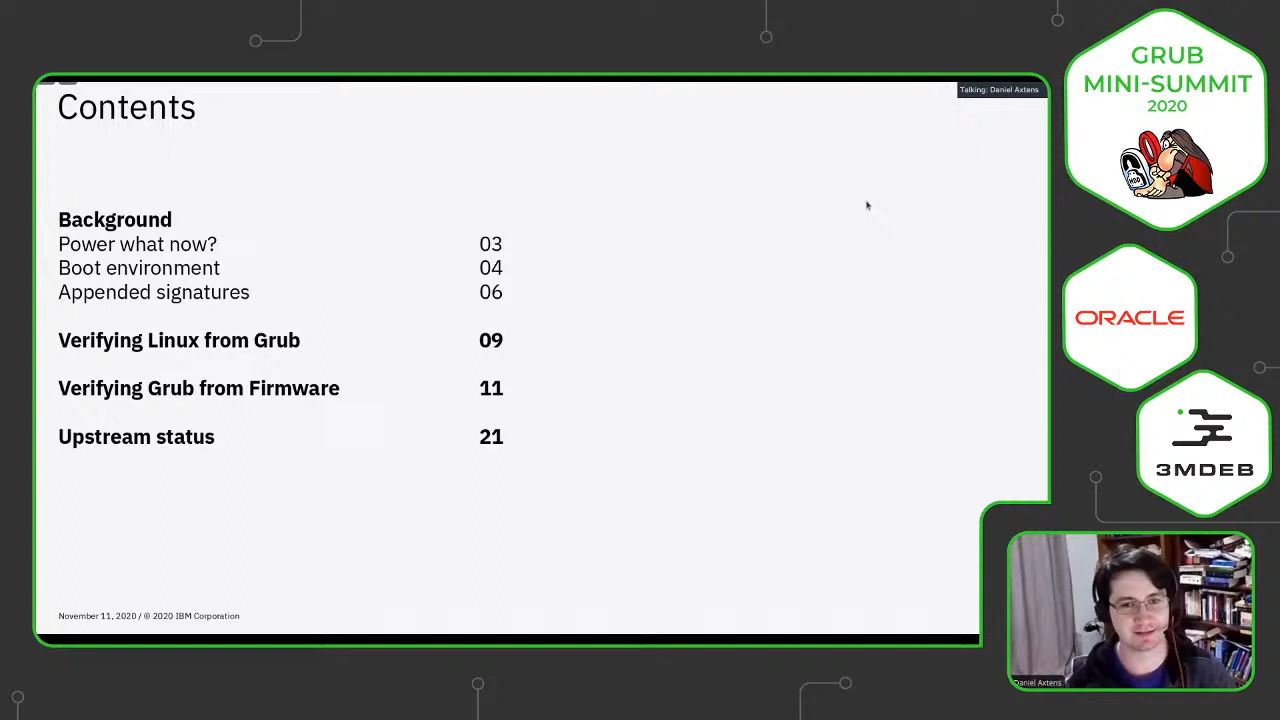 Contents
Talking: Daniel Axtens
Background
Power what now? 03
Boot environment 04
Appended signatures 06
Verifying Linux from Grub 09
Verifying Grub from Firmware 11
Upstream status 21
November 11, 2020 / © 2020 IBM Corporation
GRUB
MINI-SUMMIT
2020
ORACLE
3MDEB
Daniel Axtens